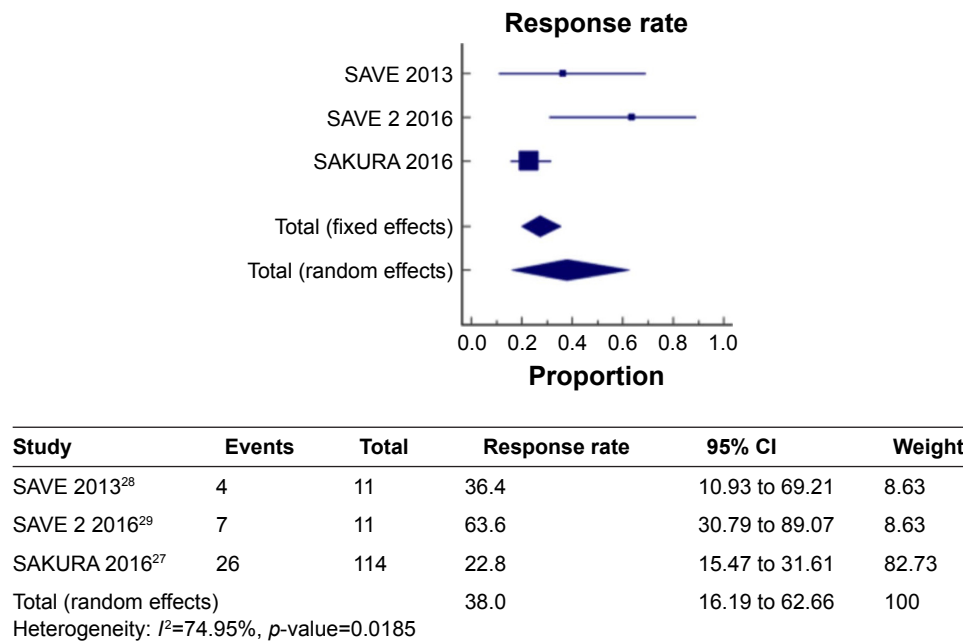 Response rate
SAVE 2013
SAVE 2 2016
SAKURA 2016
Total (fixed effects)
Total (random effects)
0.0 0.2 0.4 0.6 0.8 1.0
Proportion
Study Events Total Response rate 95% CI Weight
SAVE 2013²⁸ 4 11 36.4 10.93 to 69.21 8.63
SAVE 2 2016²⁹ 7 11 63.6 30.79 to 89.07 8.63
SAKURA 2016²⁷ 26 114 22.8 15.47 to 31.61 82.73
Total (random effects) 38.0 16.19 to 62.66 100
Heterogeneity: I²=74.95%, p-value=0.0185